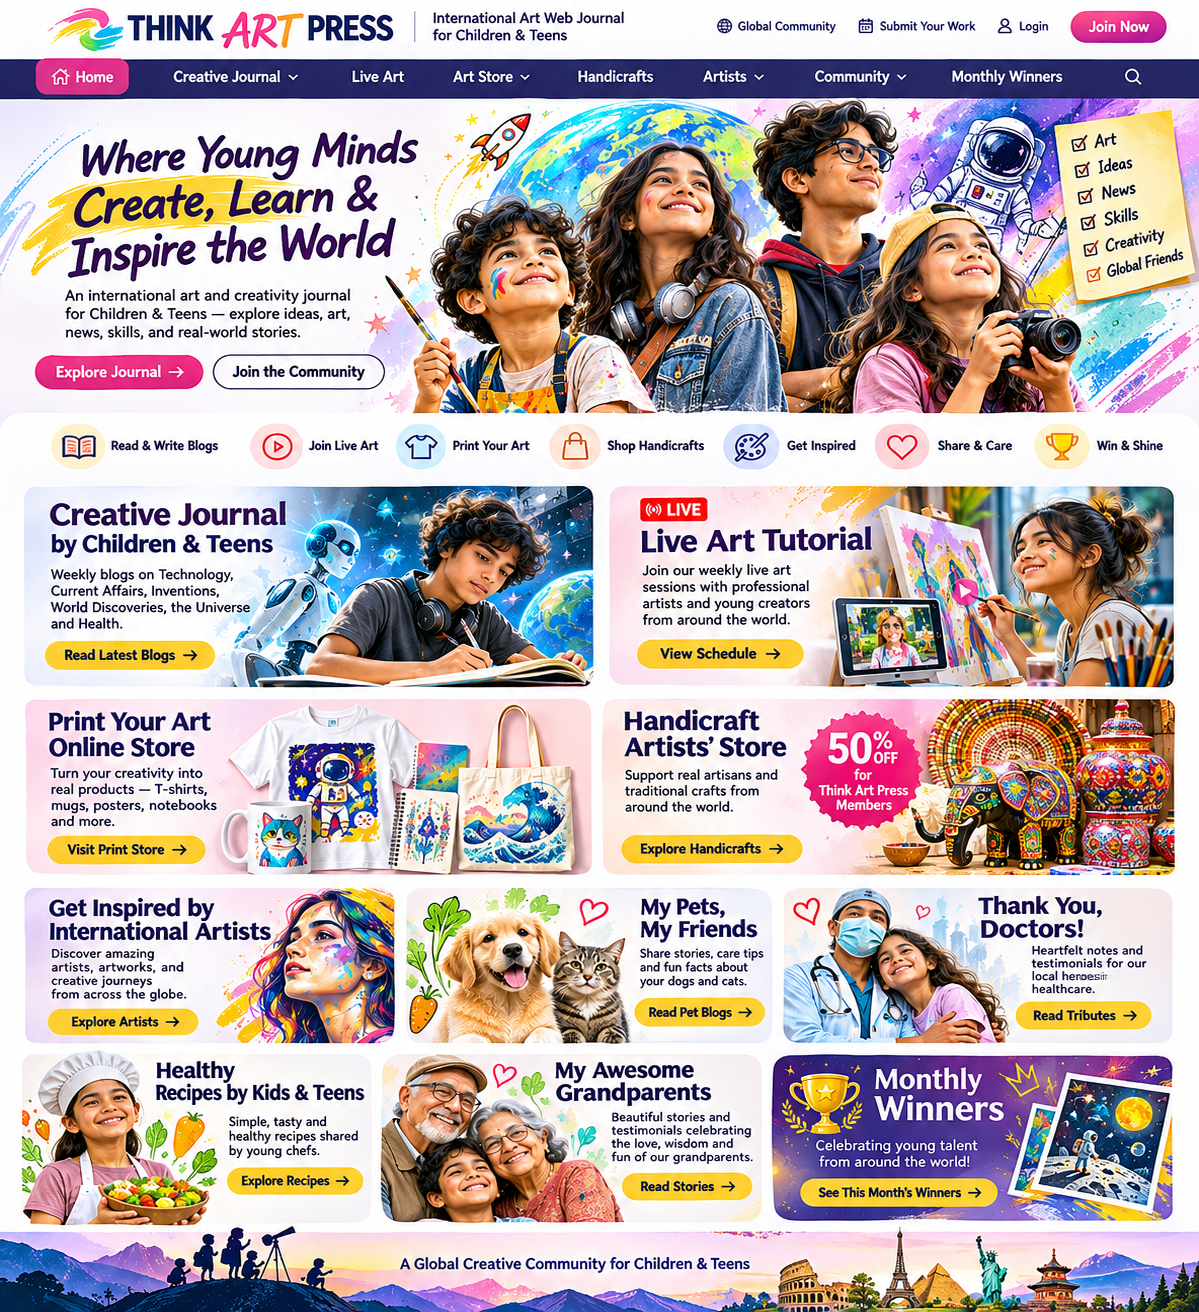 THINK ART PRESS
International Art Web Journal
for Children & Teens
Global Community
Submit Your Work
Login
Join Now
Home
Creative Journal
Live Art
Art Store
Handicrafts
Artists
Community
Monthly Winners
Where Young Minds
Create, Learn &
Inspire the World
An international art and creativity journal
for Children & Teens — explore ideas, art,
news, skills, and real-world stories.
Explore Journal →
Join the Community
Art
Ideas
News
Skills
Creativity
Global Friends
Read & Write Blogs
Join Live Art
Print Your Art
Shop Handicrafts
Get Inspired
Share & Care
Win & Shine
Creative Journal
by Children & Teens
Weekly blogs on Technology,
Current Affairs, Inventions,
World Discoveries, the Universe
and Health.
Read Latest Blogs →
LIVE
Live Art Tutorial
Join our weekly live art
sessions with professional
artists and young creators
from around the world.
View Schedule →
Print Your Art
Online Store
Turn your creativity into
real products — T-shirts,
mugs, posters, notebooks
and more.
Visit Print Store →
Handicraft
Artists' Store
Support real artisans and
traditional crafts from
around the world.
Explore Handicrafts →
50% OFF
for
Think Art Press
Members
Get Inspired by
International Artists
Discover amazing
artists, artworks, and
creative journeys
from across the globe.
Explore Artists →
My Pets,
My Friends
Share stories, care tips
and fun facts about
your dogs and cats.
Read Pet Blogs →
Thank You,
Doctors!
Heartfelt notes and
testimonials for our
local
healthcare.
Read Tributes →
Healthy
Recipes by Kids & Teens
Simple, tasty and
healthy recipes shared
by young chefs.
Explore Recipes →
My Awesome
Grandparents
Beautiful stories and
testimonials celebrating
the love, wisdom and
fun of our grandparents.
Read Stories →
Monthly
Winners
Celebrating young talent
from around the world!
See This Month's Winners →
A Global Creative Community for Children & Teens